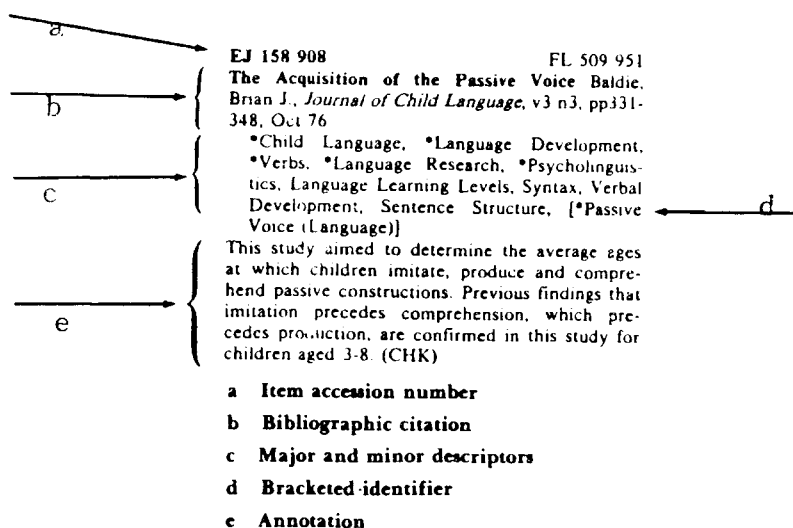 a
EJ 158 908 FL 509 951
The Acquisition of the Passive Voice Baldie,
Brian J., Journal of Child Language, v3 n3, pp331-
b
348, Oct 76
*Child Language, *Language Development,
*Verbs, *Language Research, *Psycholinguis-
c
tics, Language Learning Levels, Syntax, Verbal
Development, Sentence Structure, [*Passive
d
Voice (Language)]
This study aimed to determine the average ages
at which children imitate, produce and compre-
hend passive constructions. Previous findings that
imitation precedes comprehension, which pre-
e
cedes production, are confirmed in this study for
children aged 3-8. (CHK)
a Item accession number
b Bibliographic citation
c Major and minor descriptors
d Bracketed identifier
e Annotation